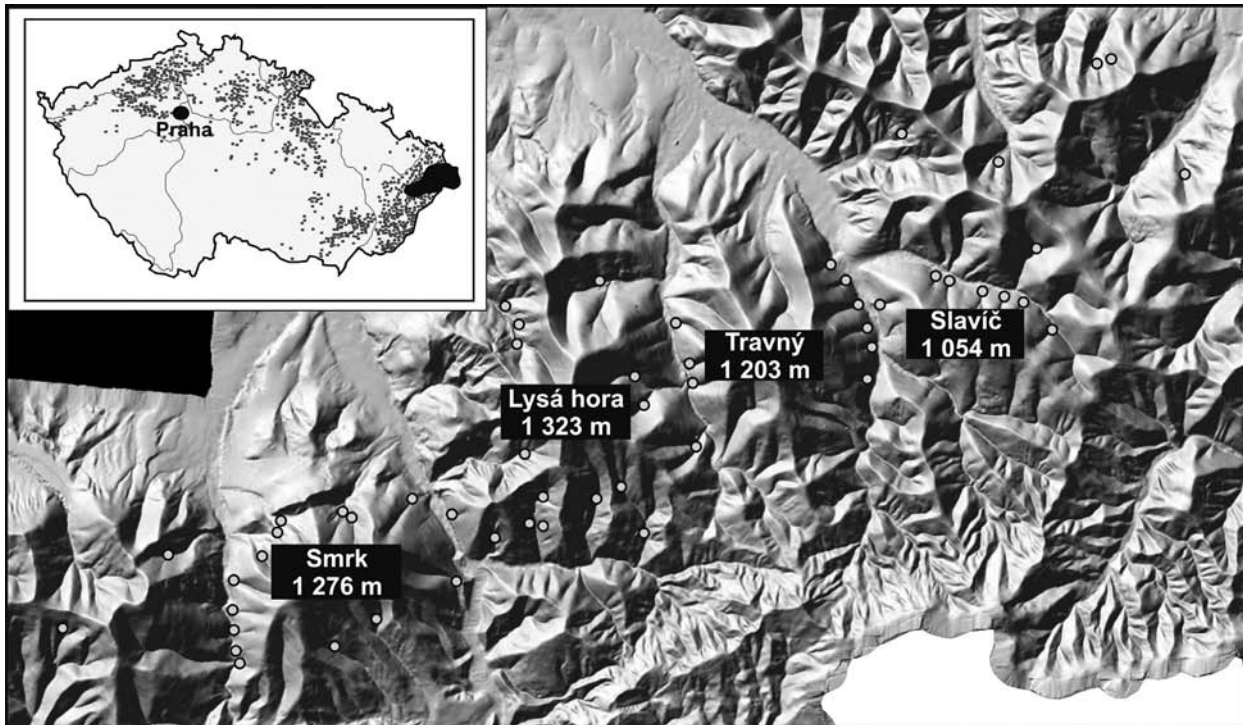 Praha
Slavíč
1 054 m
Travný
1 203 m
Lysá hora
1 323 m
Smrk
1 276 m